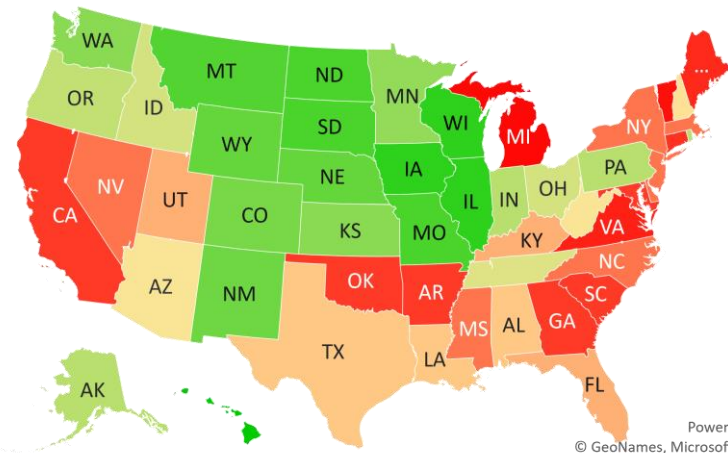 WA
MT
ND
MN
OR
ID
SD
WI
MI
NY
...
WY
IA
PA
NE
IL
IN
OH
CA
NV
UT
CO
KS
MO
KY
VA
AZ
NM
OK
AR
NC
SC
MS
AL
GA
TX
LA
FL
AK
Power
© GeoNames, Microsof